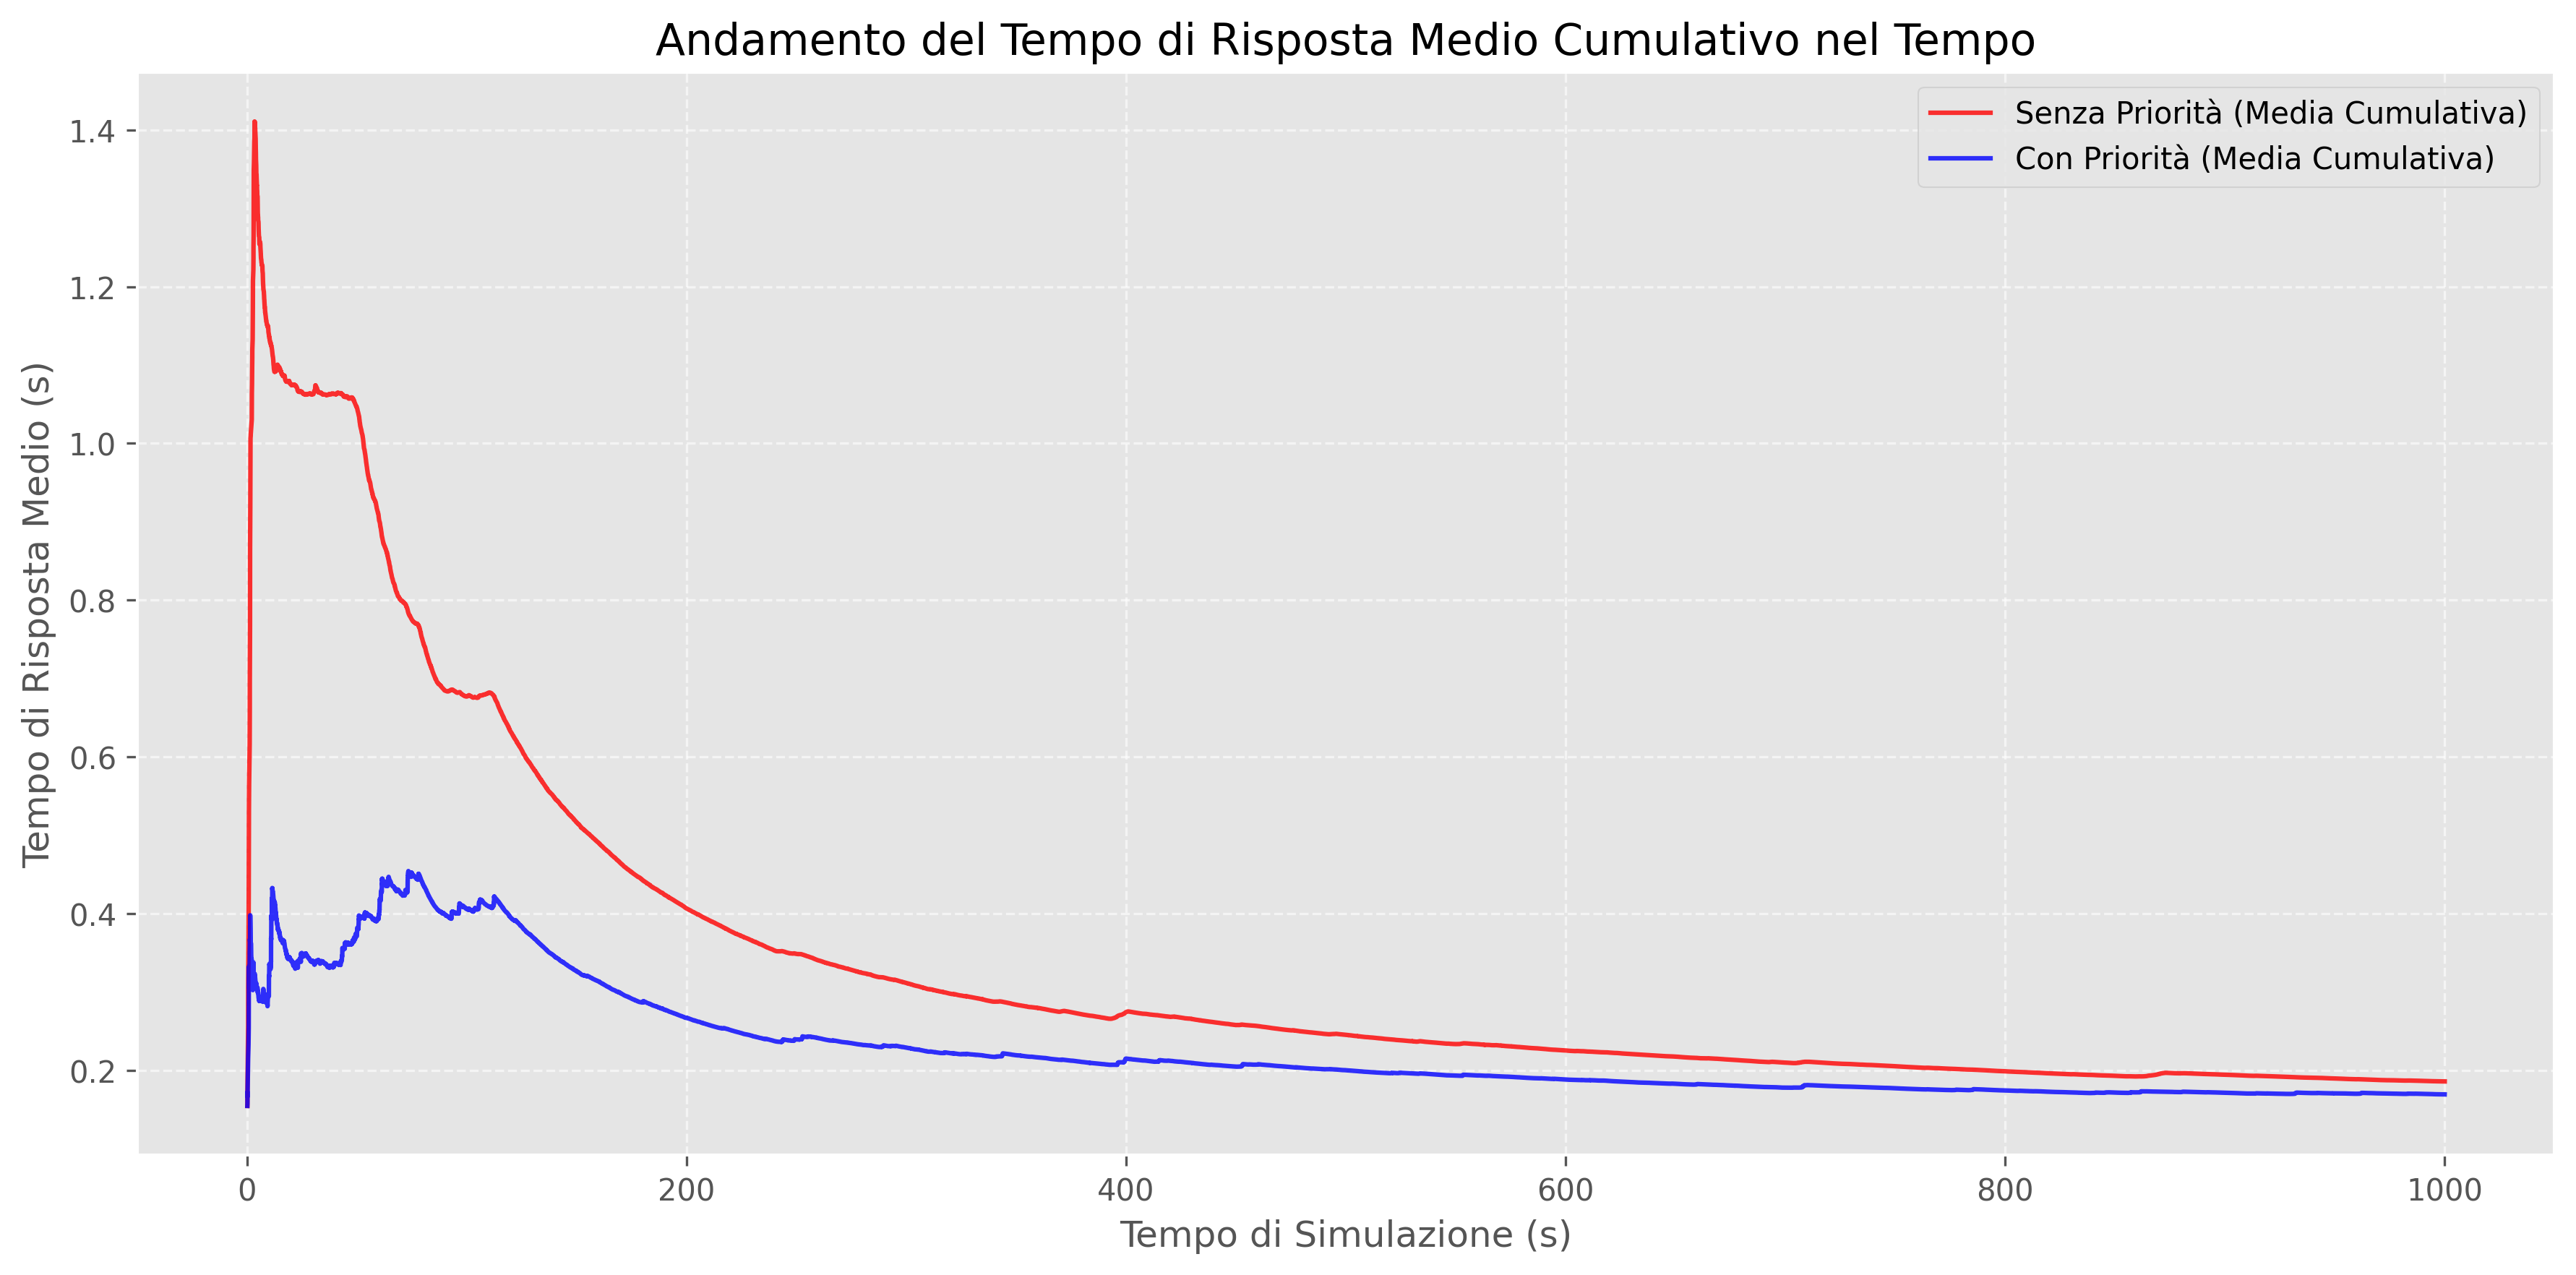 Andamento del Tempo di Risposta Medio Cumulativo nel Tempo
Senza Priorità (Media Cumulativa)
Con Priorità (Media Cumulativa)
Tempo di Risposta Medio (s)
1.4
1.2
1.0
0.8
0.6
0.4
0.2
0
200
400
600
800
1000
Tempo di Simulazione (s)